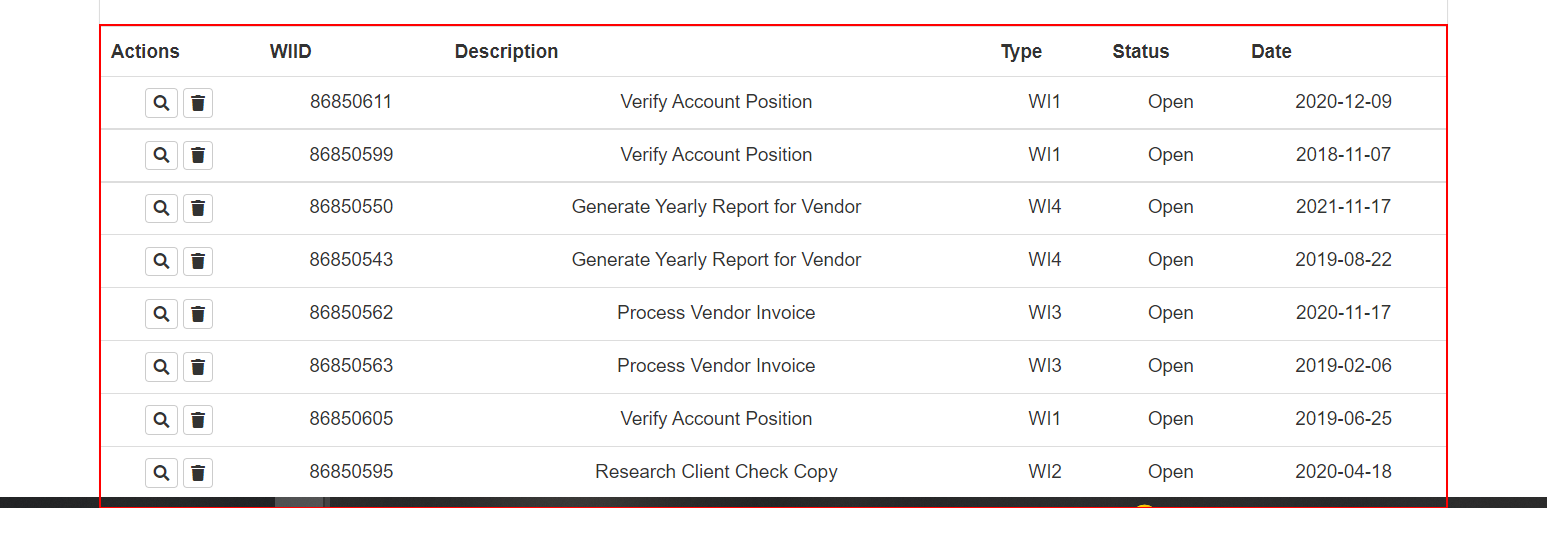 Actions WIID Description Type Status Date
86850611 Verify Account Position WI1 Open 2020-12-09
86850599 Verify Account Position WI1 Open 2018-11-07
86850550 Generate Yearly Report for Vendor WI4 Open 2021-11-17
86850543 Generate Yearly Report for Vendor WI4 Open 2019-08-22
86850562 Process Vendor Invoice WI3 Open 2020-11-17
86850563 Process Vendor Invoice WI3 Open 2019-02-06
86850605 Verify Account Position WI1 Open 2019-06-25
86850595 Research Client Check Copy WI2 Open 2020-04-18